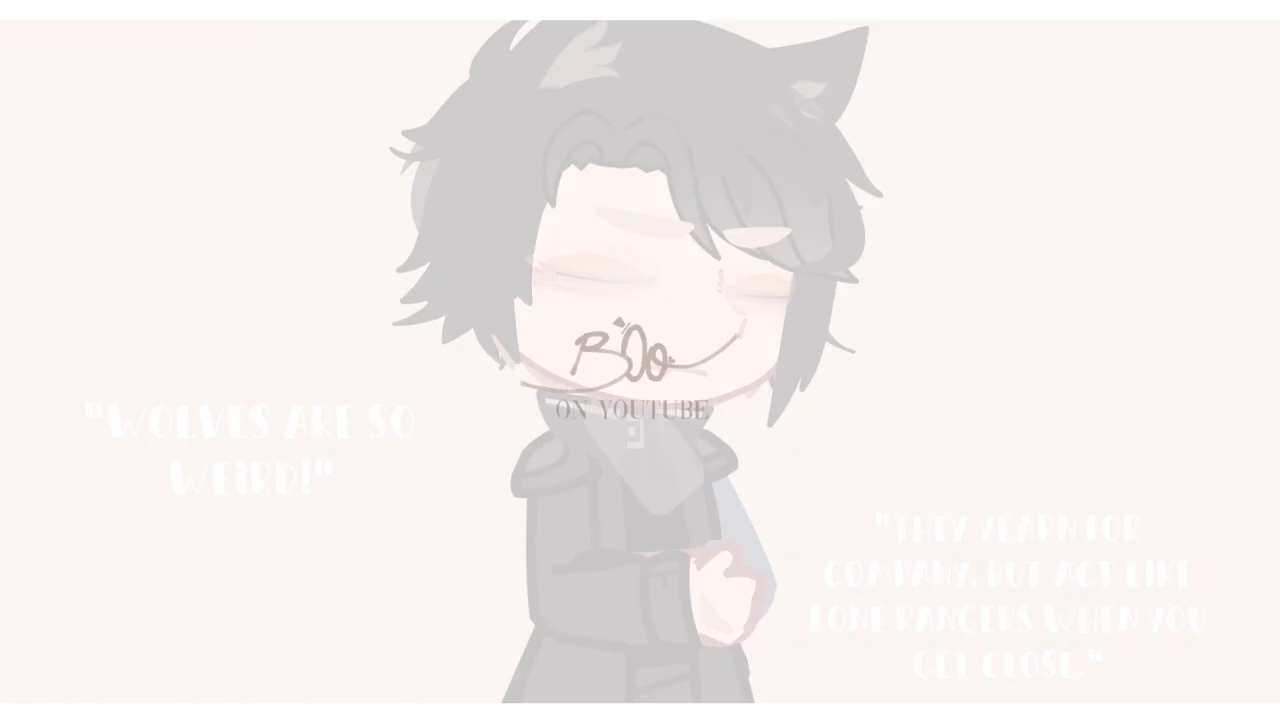 BOo
ON YOUTUBE
"WOLVES ARE SO
WEiRD!"
"THEY YEARN FOR
COMPANY, BUT ACT LIKE
LONE RANGERS WHEN YOU
GET CLOSE."